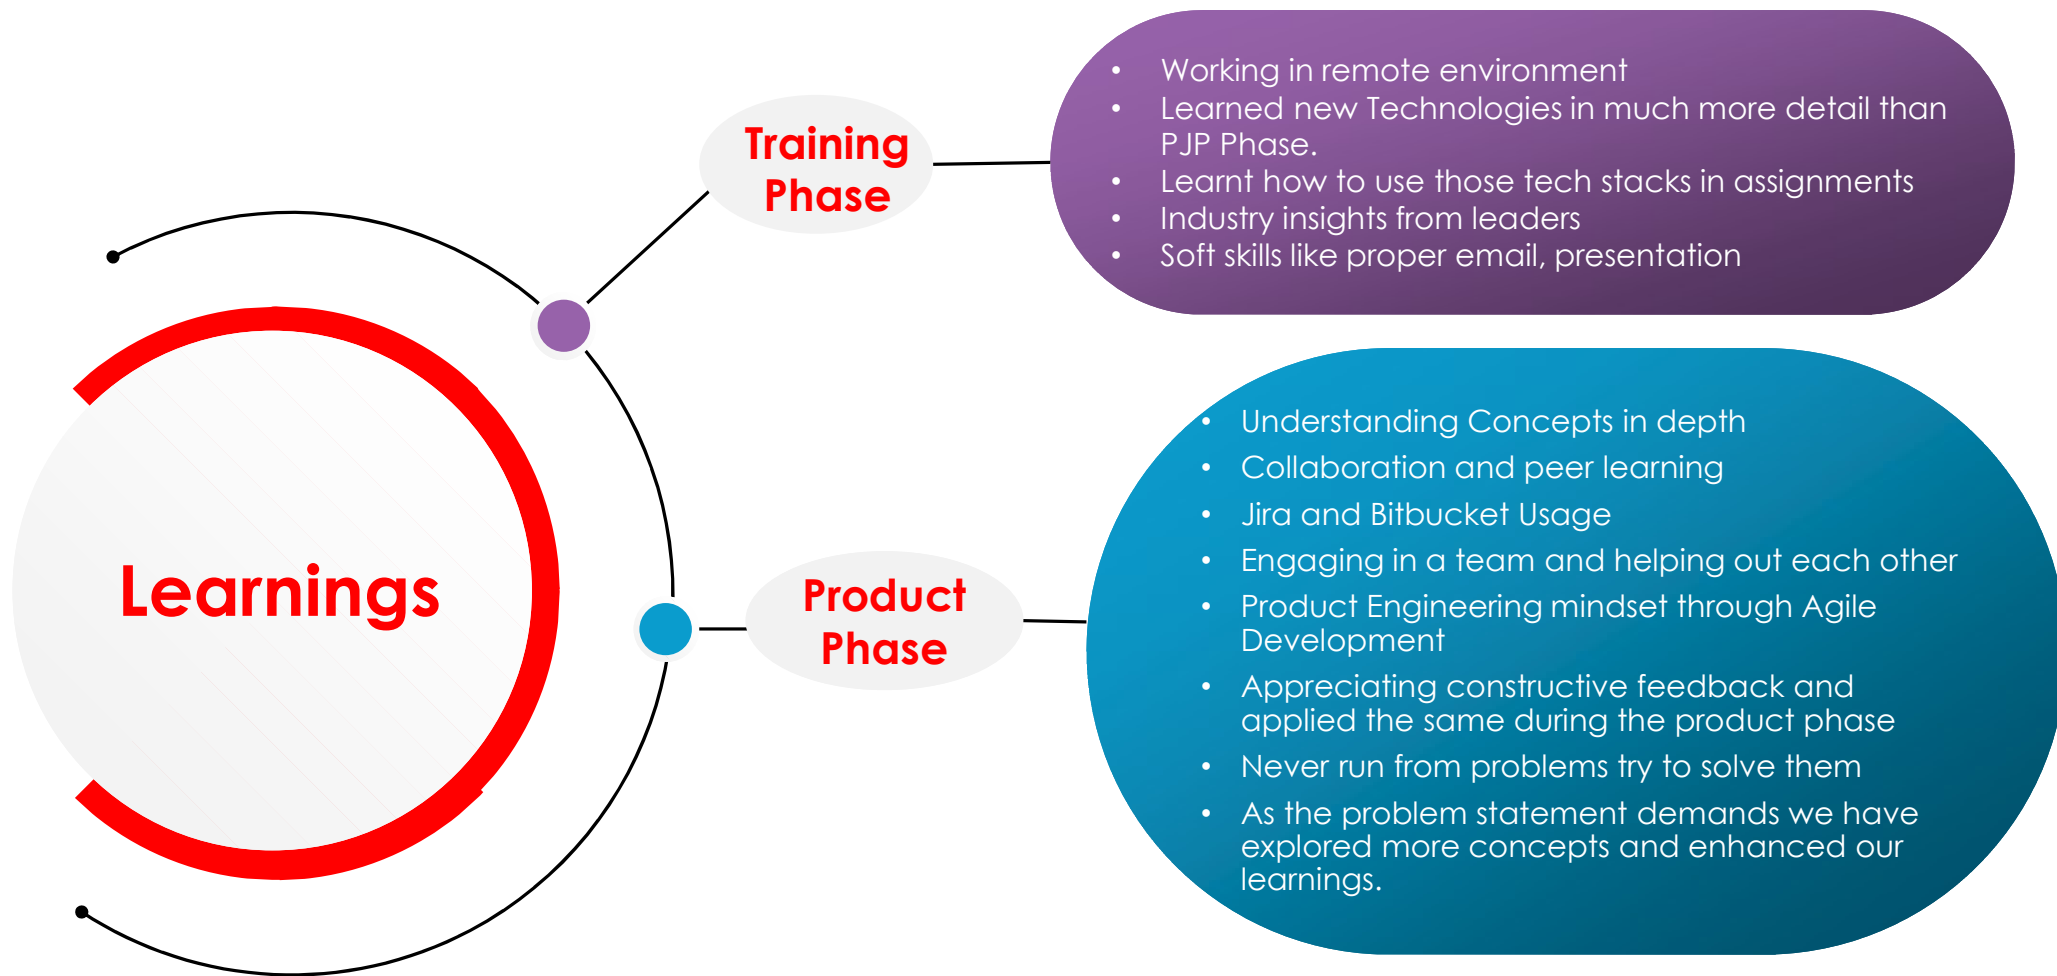 Learnings
Training
Phase
• Working in remote environment
• Learned new Technologies in much more detail than
PJP Phase.
• Learnt how to use those tech stacks in assignments
• Industry insights from leaders
• Soft skills like proper email, presentation
Product
Phase
• Understanding Concepts in depth
• Collaboration and peer learning
• Jira and Bitbucket Usage
• Engaging in a team and helping out each other
• Product Engineering mindset through Agile
Development
• Appreciating constructive feedback and
applied the same during the product phase
• Never run from problems try to solve them
• As the problem statement demands we have
explored more concepts and enhanced our
learnings.